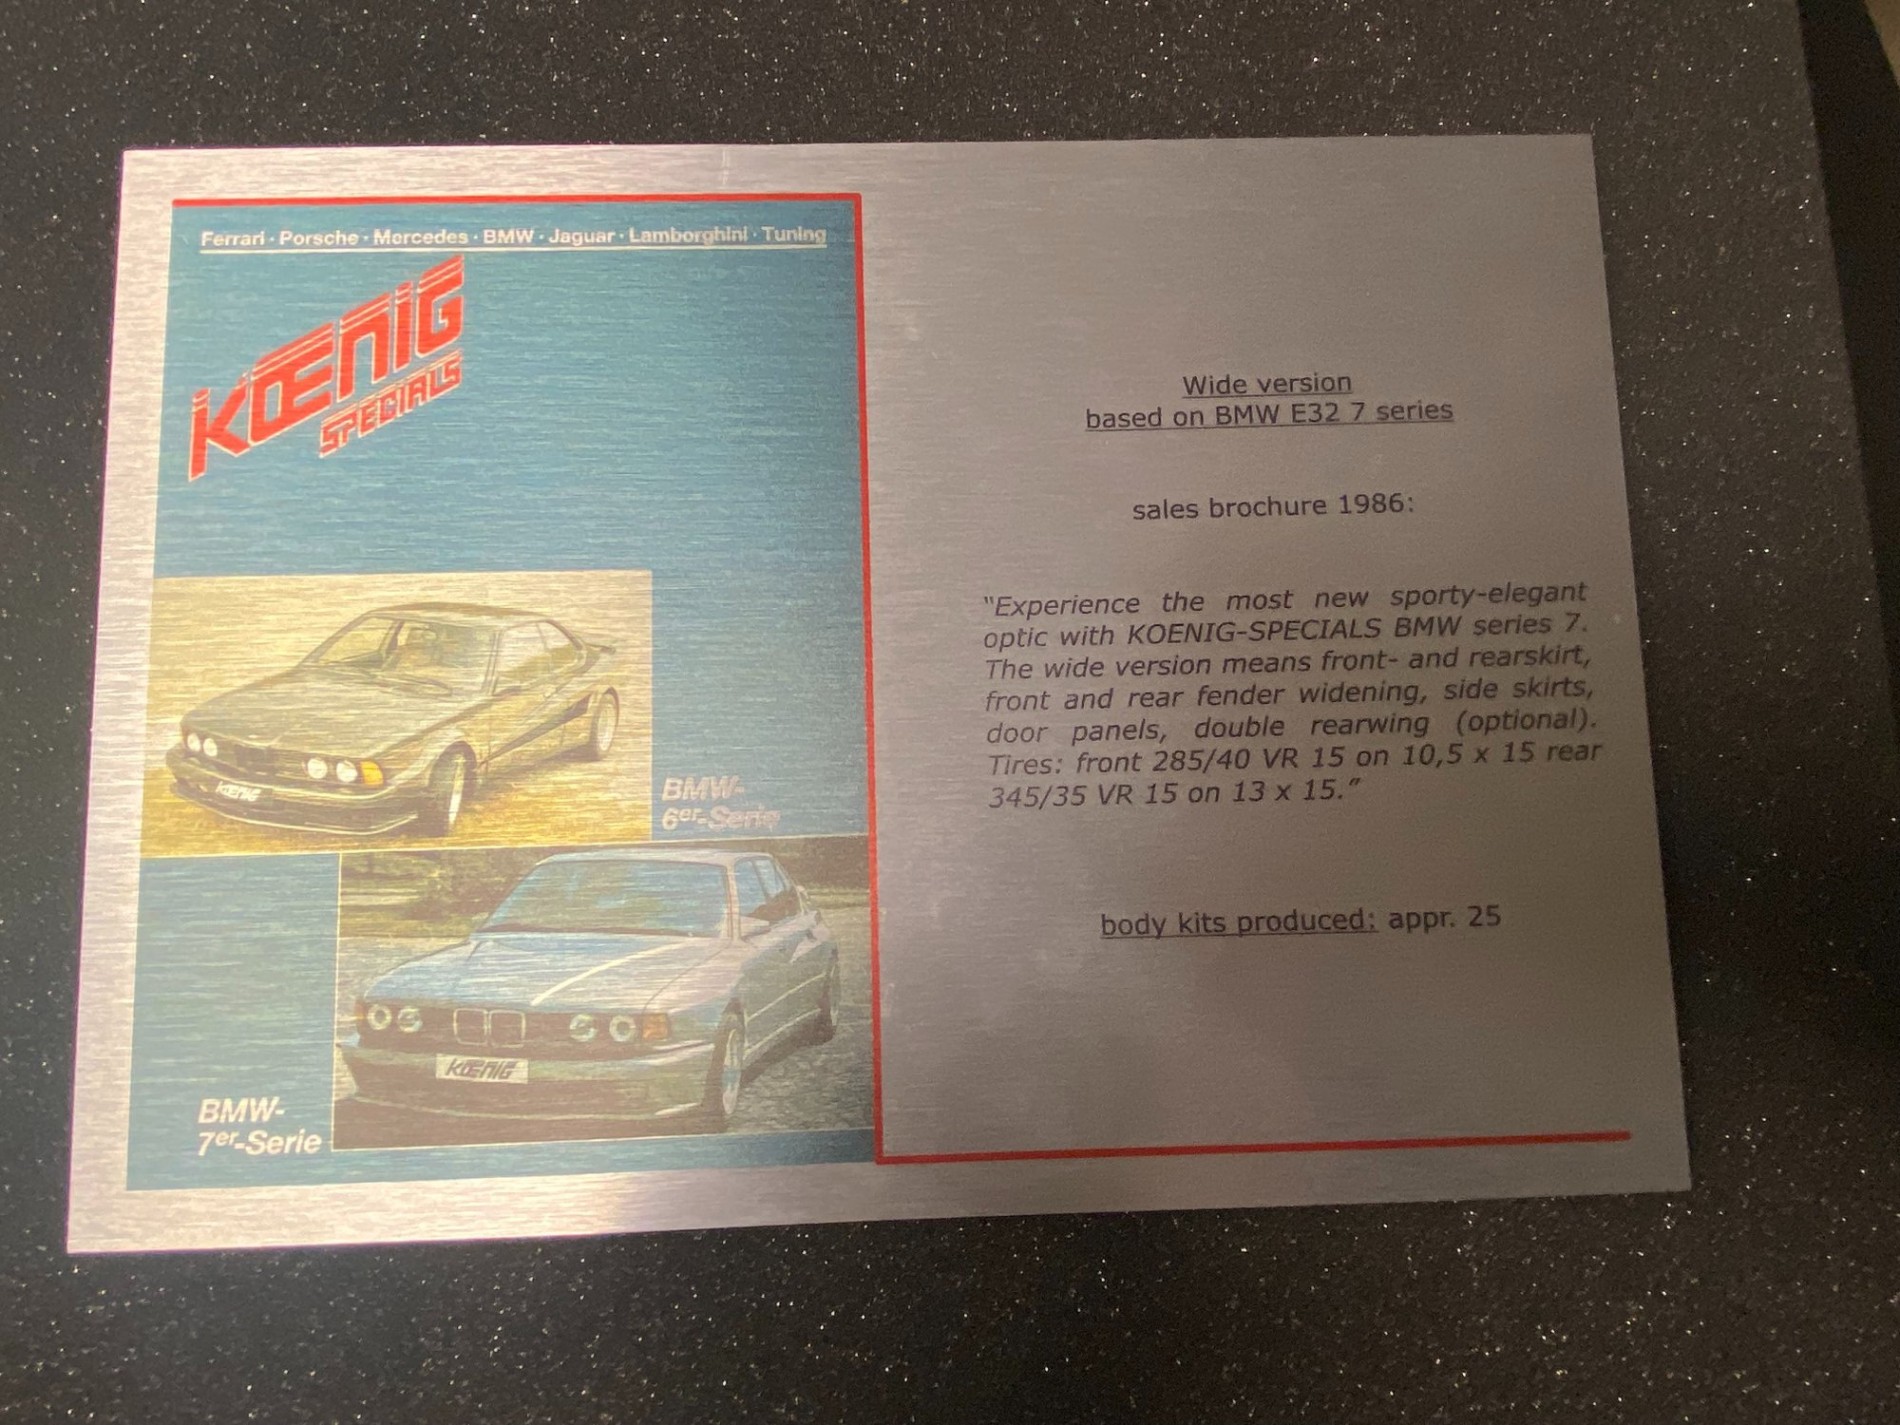 Ferrari · Porsche · Mercedes · BMW · Jaguar · Lamborghini · Tuning
KŒNIG
SPECIALS
KŒNIG
BMW-
6er-Serie
KŒNIG
BMW-
7er-Serie
Wide version
based on BMW E32 7 series
sales brochure 1986:
"Experience the most new sporty-elegant
optic with KOENIG-SPECIALS BMW series 7.
The wide version means front- and rearskirt,
front and rear fender widening, side skirts,
door panels, double rearwing (optional).
Tires: front 285/40 VR 15 on 10,5 x 15 rear
345/35 VR 15 on 13 x 15."
body kits produced: appr. 25